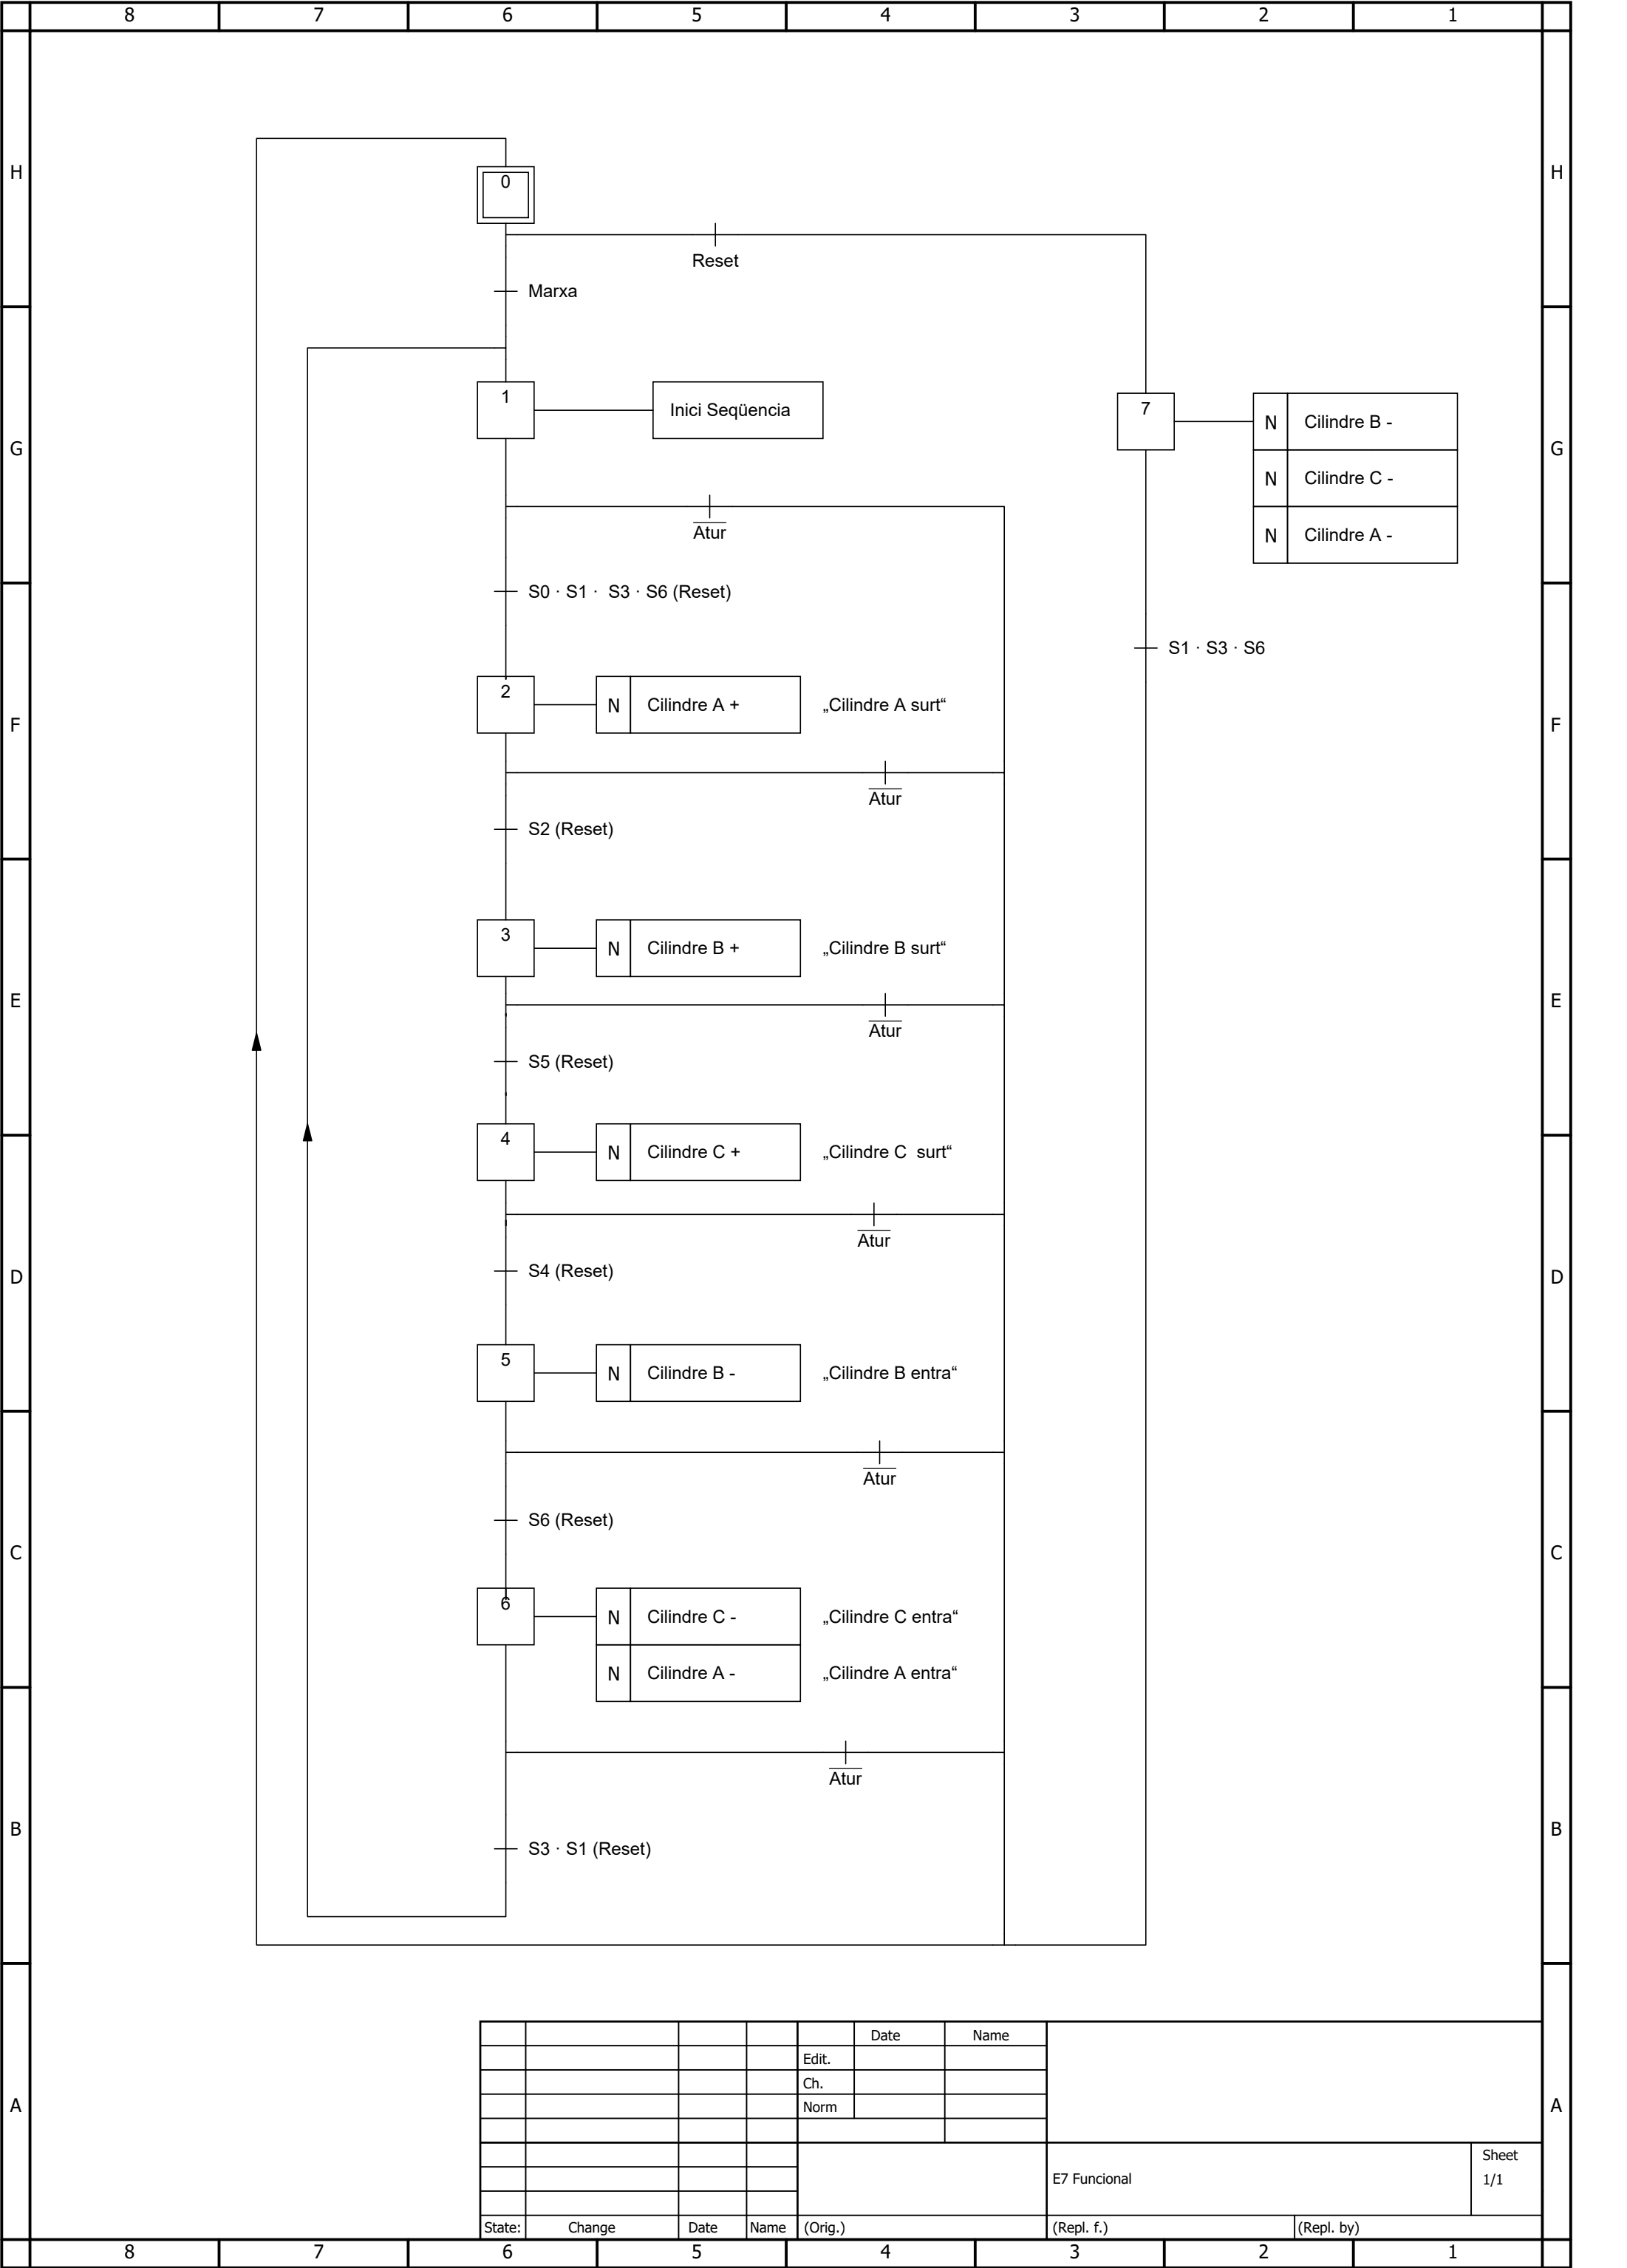 8 7 6 5 4 3 2 1
H H
0
Reset
Marxa
1 Inici Seqüencia
7 N Cilindre B -
G G
N Cilindre C -
Atur
N Cilindre A -
S0 · S1 · S3 · S6 (Reset)
S1 · S3 · S6
2 N Cilindre A + „Cilindre A surt“
F F
Atur
S2 (Reset)
3 N Cilindre B + „Cilindre B surt“
E E
Atur
S5 (Reset)
4 N Cilindre C + „Cilindre C surt“
Atur
S4 (Reset)
D D
5 N Cilindre B - „Cilindre B entra“
Atur
S6 (Reset)
C C
6 N Cilindre C - „Cilindre C entra“
N Cilindre A - „Cilindre A entra“
Atur
B B
S3 · S1 (Reset)
Date Name
Edit.
Ch.
Norm
A A
Sheet
E7 Funcional 1/1
State: Change Date Name (Orig.) (Repl. f.) (Repl. by)
8 7 6 5 4 3 2 1